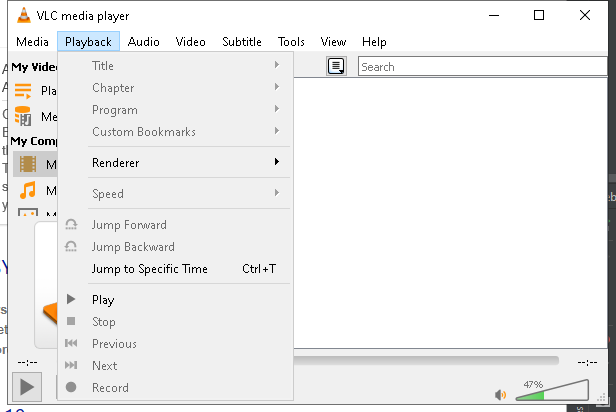 VLC media player
Media Playback Audio Video Subtitle Tools View Help
My Vide
Search
Pla
Me
My Comp
M
M
Title
Chapter
Program
Custom Bookmarks
Renderer
Speed
Jump Forward
Jump Backward
Jump to Specific Time Ctrl+T
Play
Stop
Previous
Next
Record
--:-- --:--
47%